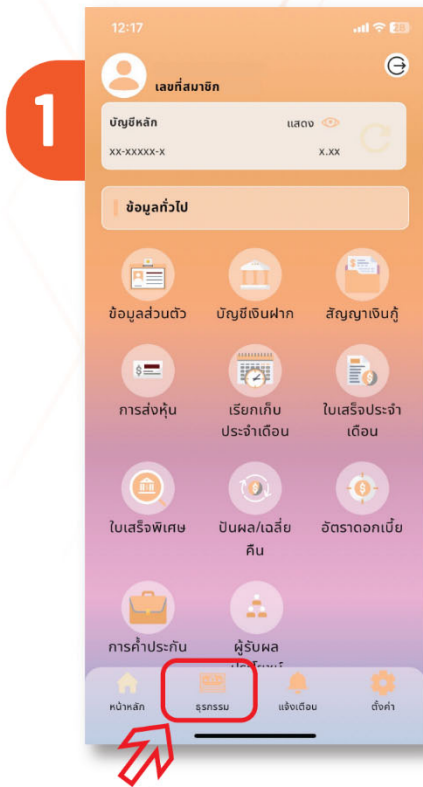 12:17
28
1
เลขที่สมาชิก
บัญชีหลัก แสดง
xx-xxxxx-x x.xx
ข้อมูลทั่วไป
ข้อมูลส่วนตัว บัญชีเงินฝาก สัญญาเงินกู้
การส่งหุ้น เรียกเก็บ ใบเสร็จประจำ
ประจำเดือน เดือน
ใบเสร็จพิเศษ ปันผล/เฉลี่ย อัตราดอกเบี้ย
คืน
การค้ำประกัน ผู้รับผล
ประโยชน์
หน้าหลัก ธุรกรรม แจ้งเตือน ตั้งค่า